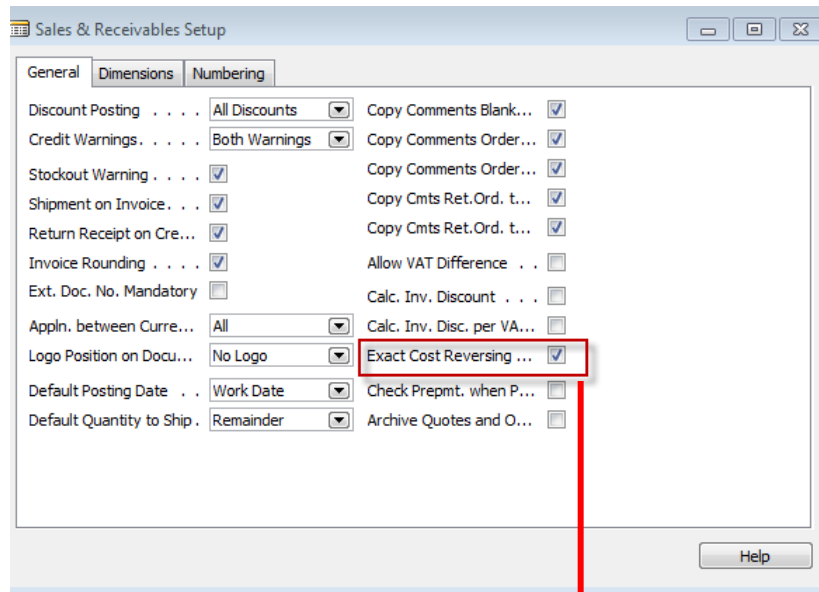 Sales & Receivables Setup
General Dimensions Numbering
Discount Posting . . . . All Discounts
Credit Warnings. . . . . Both Warnings
Stockout Warning . . . .
Shipment on Invoice. . .
Return Receipt on Cre...
Invoice Rounding . . . .
Ext. Doc. No. Mandatory
Appln. between Curre... All
Logo Position on Docu... No Logo
Default Posting Date . . Work Date
Default Quantity to Ship . Remainder
Copy Comments Blank...
Copy Comments Order...
Copy Comments Order...
Copy Cmts Ret.Ord. t...
Copy Cmts Ret.Ord. t...
Allow VAT Difference . .
Calc. Inv. Discount . . .
Calc. Inv. Disc. per VA...
Exact Cost Reversing ...
Check Prepmt. when P...
Archive Quotes and O...
Help